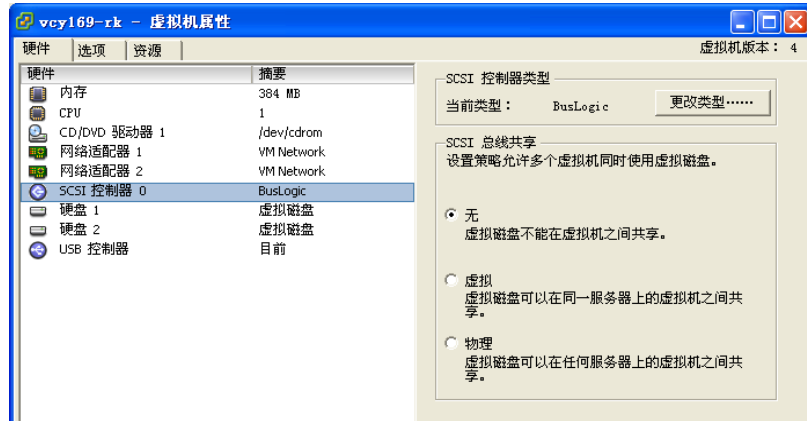 vcy169-rk - 虚拟机属性
硬件 选项 资源 虚拟机版本： 4
硬件 摘要
内存 384 MB
CPU 1
CD/DVD 驱动器 1 /dev/cdrom
网络适配器 1 VM Network
网络适配器 2 VM Network
SCSI 控制器 0 BusLogic
硬盘 1 虚拟磁盘
硬盘 2 虚拟磁盘
USB 控制器 目前
SCSI 控制器类型
当前类型： BusLogic 更改类型……
SCSI 总线共享
设置策略允许多个虚拟机同时使用虚拟磁盘。
无
虚拟磁盘不能在虚拟机之间共享。
虚拟
虚拟磁盘可以在同一服务器上的虚拟机之间共
享。
物理
虚拟磁盘可以在任何服务器上的虚拟机之间共
享。